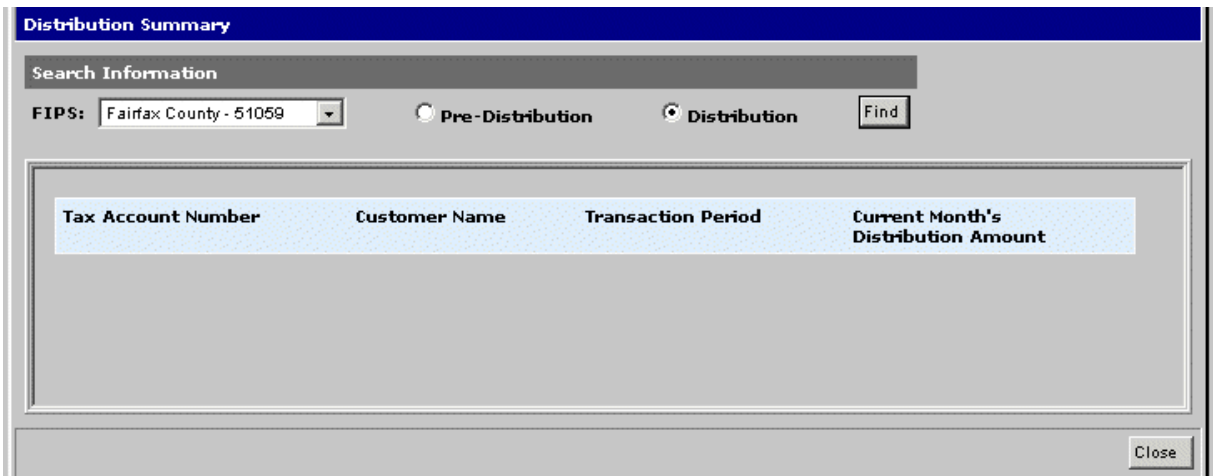 Distribution Summary
Search Information
FIPS: Fairfax County - 51059 Pre-Distribution Distribution Find
Tax Account Number Customer Name Transaction Period Current Month's
Distribution Amount
Close